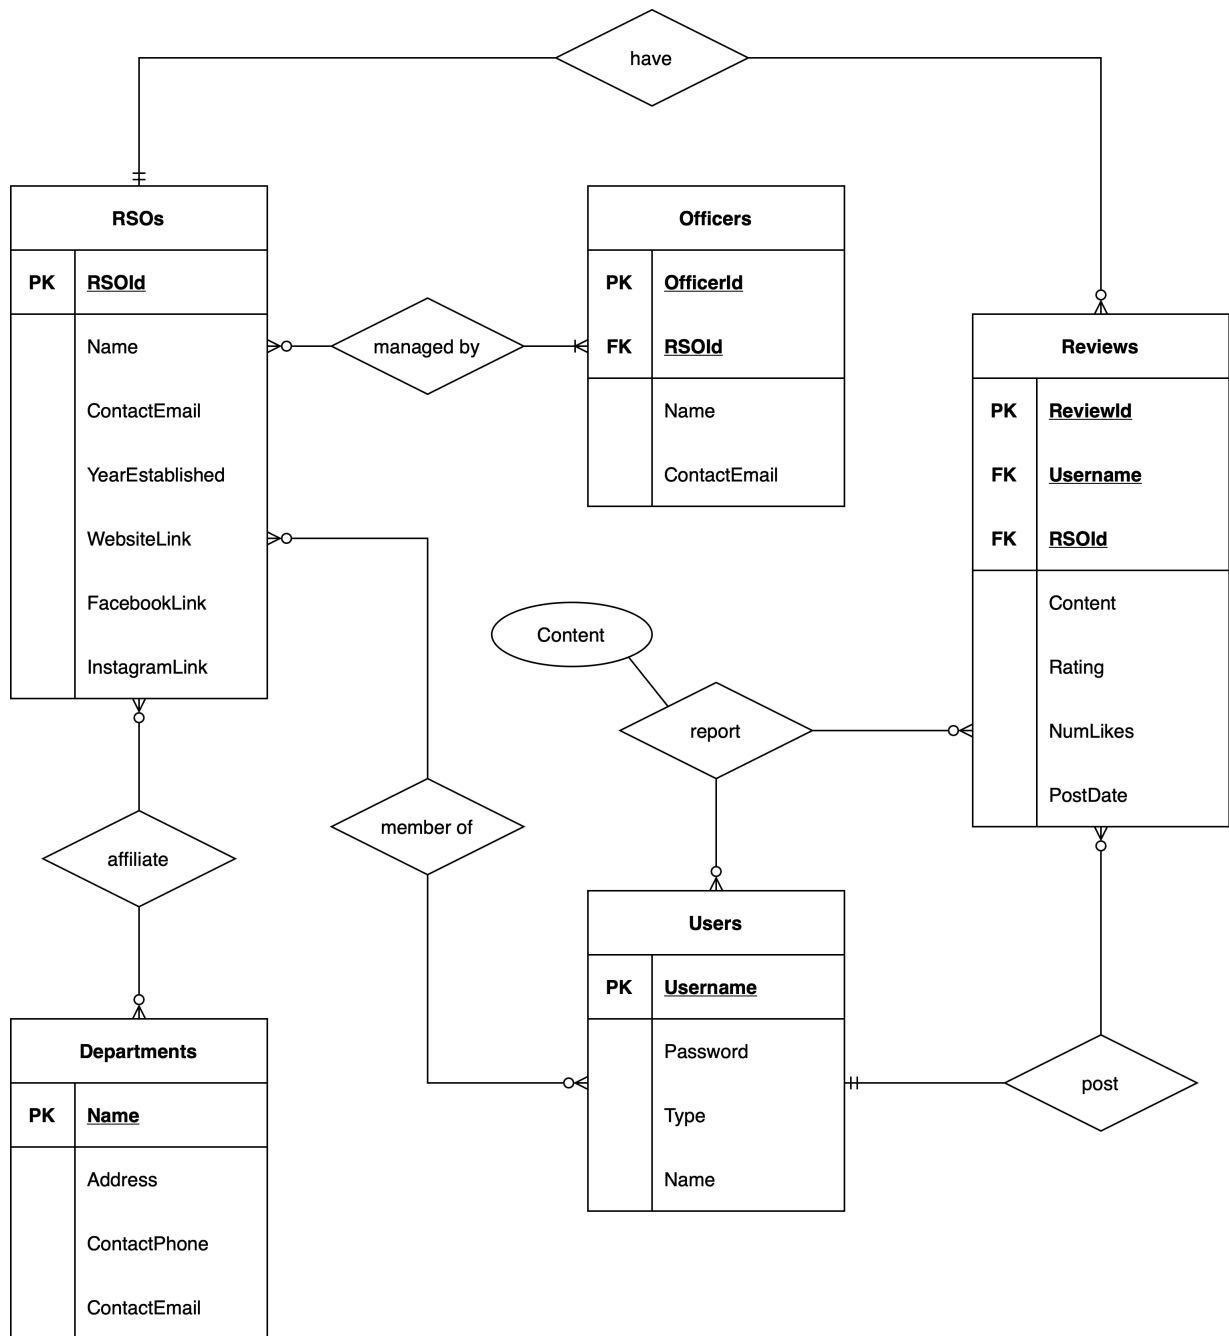 have
RSOs
PK RSOId
Name
ContactEmail
YearEstablished
WebsiteLink
FacebookLink
InstagramLink
managed by
Officers
PK OfficerId
FK RSOId
Name
ContactEmail
Reviews
PK ReviewId
FK Username
FK RSOId
Content
Rating
NumLikes
PostDate
Content
report
member of
affiliate
Users
PK Username
Password
Type
Name
post
Departments
PK Name
Address
ContactPhone
ContactEmail